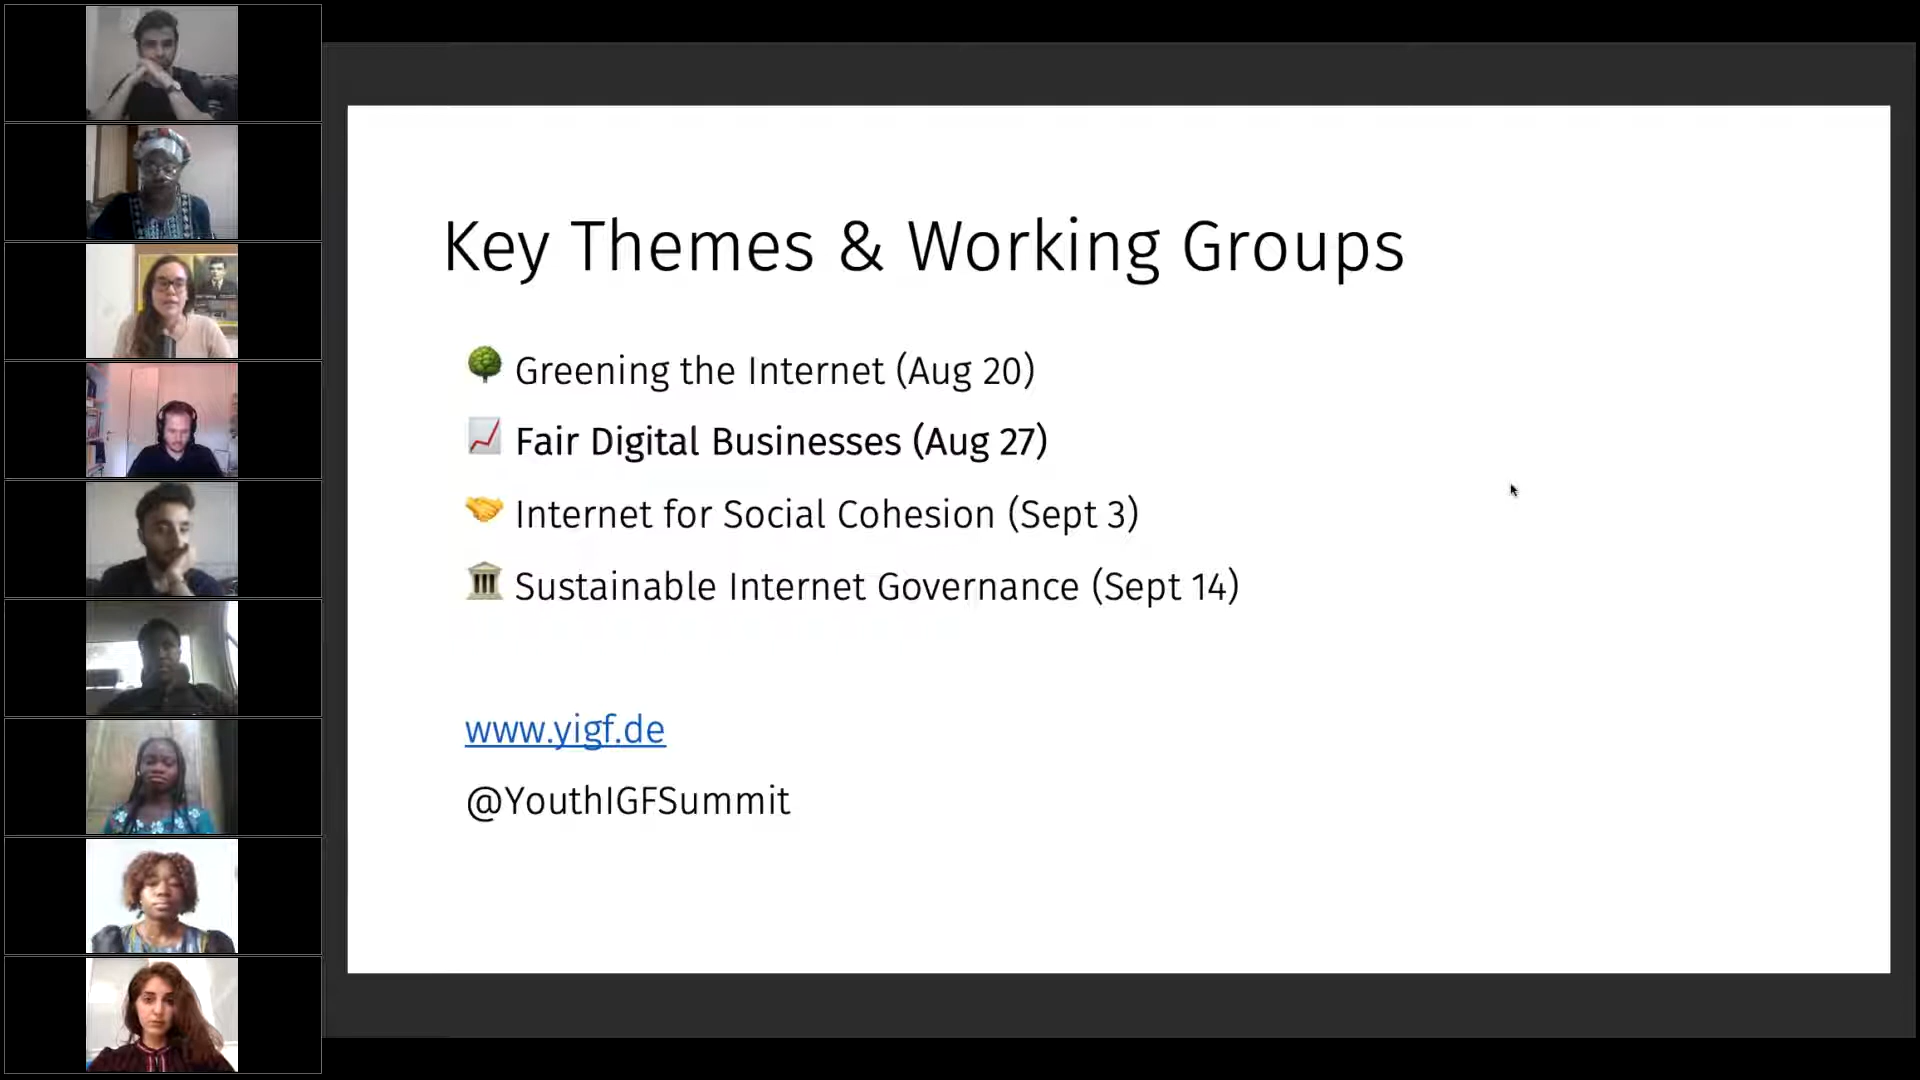 Key Themes & Working Groups
Greening the Internet (Aug 20)
Fair Digital Businesses (Aug 27)
Internet for Social Cohesion (Sept 3)
Sustainable Internet Governance (Sept 14)
www.yigf.de
@YouthIGFSummit